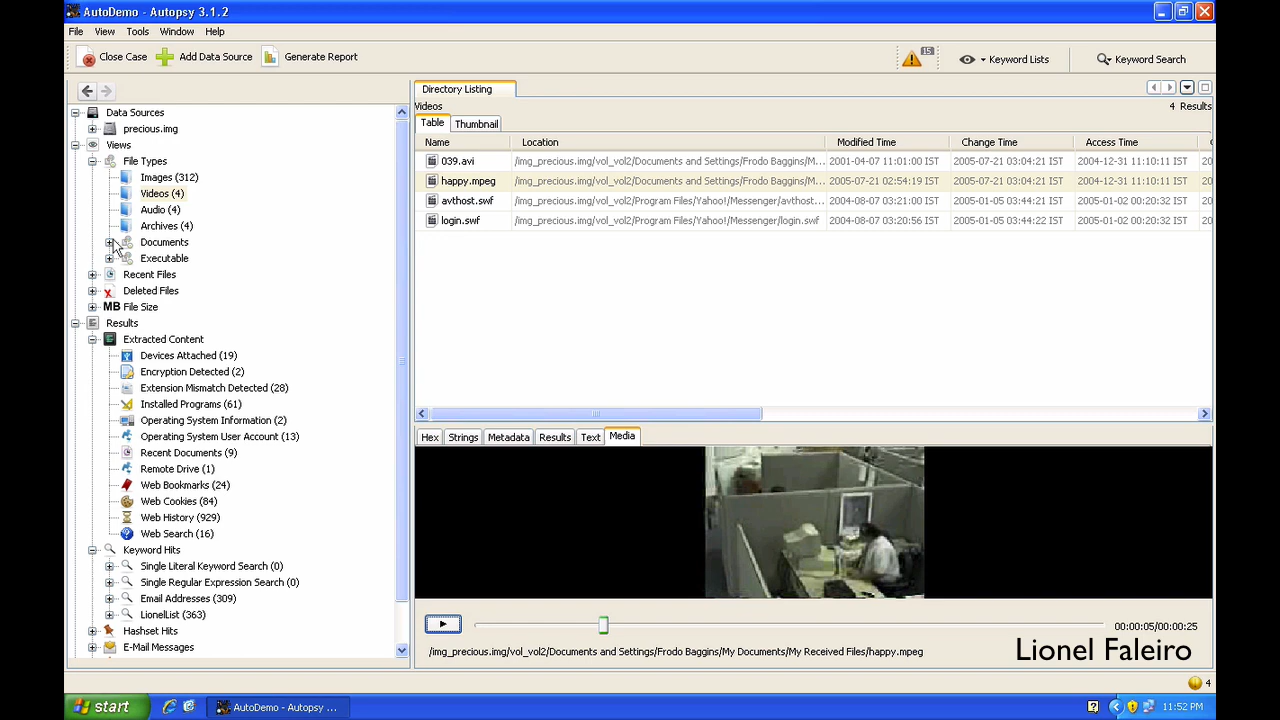 AutoDemo - Autopsy 3.1.2
File View Tools Window Help
Close Case Add Data Source Generate Report 15 Keyword Lists Keyword Search
Data Sources
precious.img
Views
File Types
Images (312)
Videos (4)
Audio (4)
Archives (4)
Documents
Executable
Recent Files
Deleted Files
MB File Size
Results
Extracted Content
Devices Attached (19)
Encryption Detected (2)
Extension Mismatch Detected (28)
Installed Programs (61)
Operating System Information (2)
Operating System User Account (13)
Recent Documents (9)
Remote Drive (1)
Web Bookmarks (24)
Web Cookies (84)
Web History (929)
Web Search (16)
Keyword Hits
Single Literal Keyword Search (0)
Single Regular Expression Search (0)
Email Addresses (309)
LionelList (363)
Hashset Hits
E-Mail Messages
Directory Listing
Videos 4 Results
Table Thumbnail
Name Location Modified Time Change Time Access Time
039.avi /img_precious.img/vol_vol2/Documents and Settings/Frodo Baggins/M... 2001-04-07 11:01:00 IST 2005-07-21 03:04:21 IST 2004-12-31 11:10:11 IST 20
happy.mpeg /img_precious.img/vol_vol2/Documents and Settings/Frodo Baggins/M... 2005-07-21 02:54:19 IST 2005-07-21 03:04:21 IST 2004-12-31 11:10:11 IST 20
avthost.swf /img_precious.img/vol_vol2/Program Files/Yahoo!/Messenger/avthost... 2004-08-07 03:21:00 IST 2005-01-05 03:44:21 IST 2005-01-02 00:20:32 IST 20
login.swf /img_precious.img/vol_vol2/Program Files/Yahoo!/Messenger/login.swf 2004-08-07 03:20:56 IST 2005-01-05 03:44:22 IST 2005-01-02 00:20:32 IST 20
Hex Strings Metadata Results Text Media
00:00:05/00:00:25
/img_precious.img/vol_vol2/Documents and Settings/Frodo Baggins/My Documents/My Received Files/happy.mpeg
Lionel Faleiro
4
start AutoDemo - Autopsy ... 11:52 PM